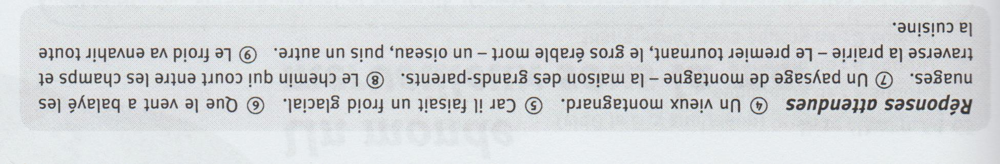 Réponses attendues ④ Un vieux montagnard. ⑤ Car il faisait un froid glacial. ⑥ Que le vent a balayé les
nuages. ⑦ Un paysage de montagne – la maison des grands-parents. ⑧ Le chemin qui court entre les champs et
traverse la prairie – Le premier tournant, le gros érable mort – un oiseau, puis un autre. ⑨ Le froid va envahir toute
la cuisine.